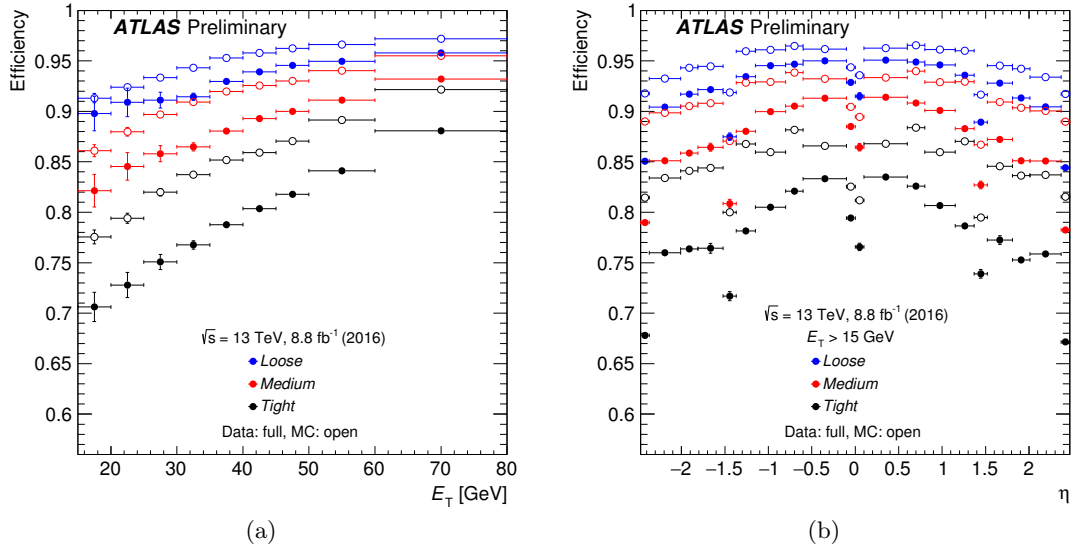 ATLAS Preliminary
Efficiency
1
0.95
0.9
0.85
0.8
0.75
0.7
0.65
0.6
√s = 13 TeV, 8.8 fb⁻¹ (2016)
Loose
Medium
Tight
Data: full, MC: open
20 30 40 50 60 70 80
E_T [GeV]
(a)
ATLAS Preliminary
Efficiency
1
0.95
0.9
0.85
0.8
0.75
0.7
0.65
0.6
√s = 13 TeV, 8.8 fb⁻¹ (2016)
E_T > 15 GeV
Loose
Medium
Tight
Data: full, MC: open
−2 −1.5 −1 −0.5 0 0.5 1 1.5 2
η
(b)